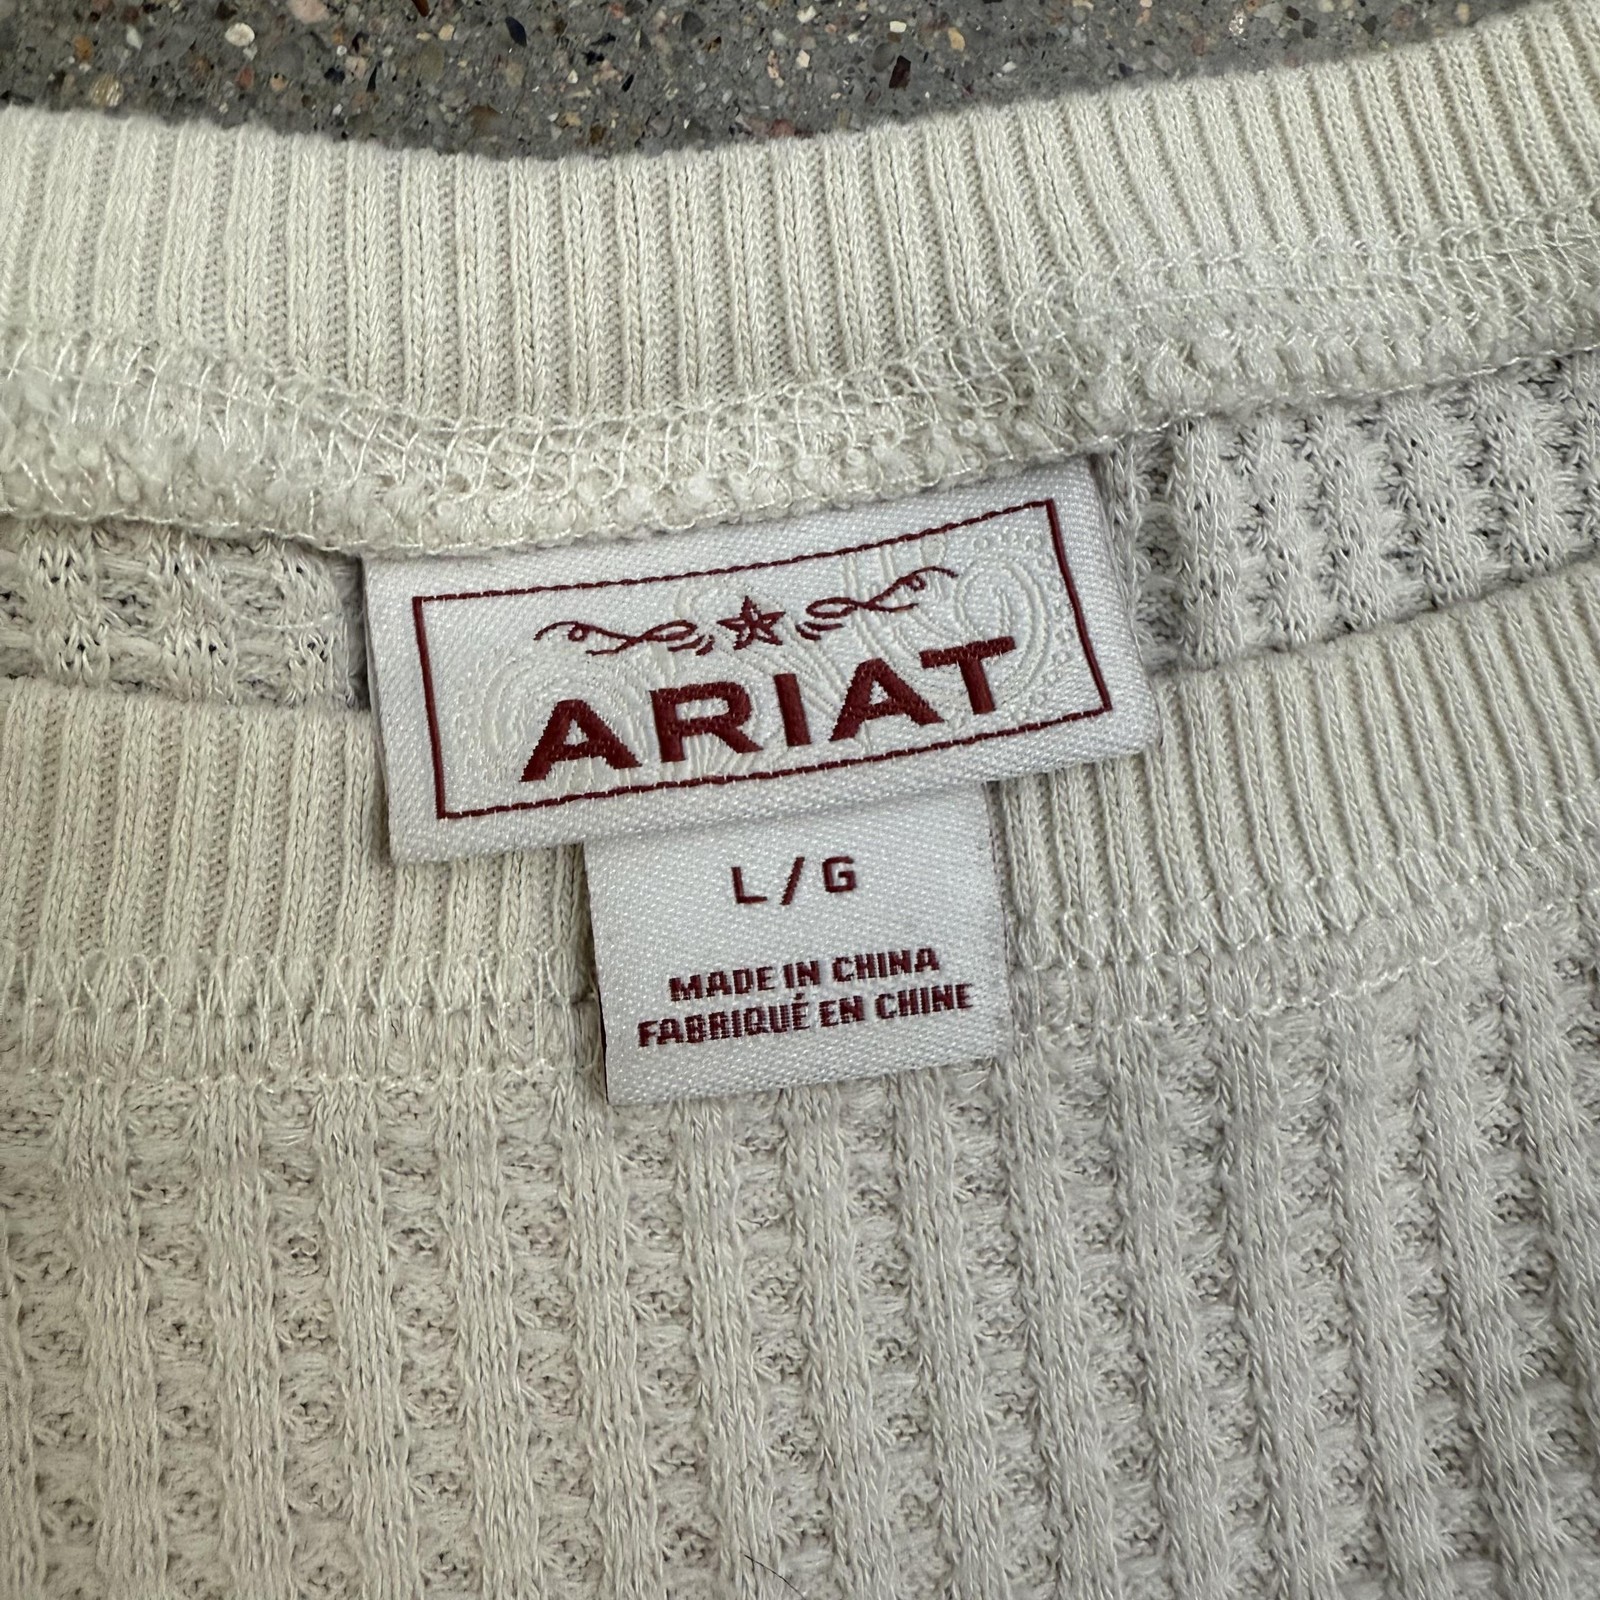 ARIAT
L/G
MADE IN CHINA
FABRIQUÉ EN CHINE